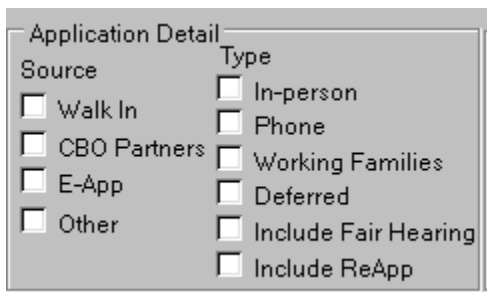 Application Detail
Source
Walk In
CBO Partners
E-App
Other
Type
In-person
Phone
Working Families
Deferred
Include Fair Hearing
Include ReApp